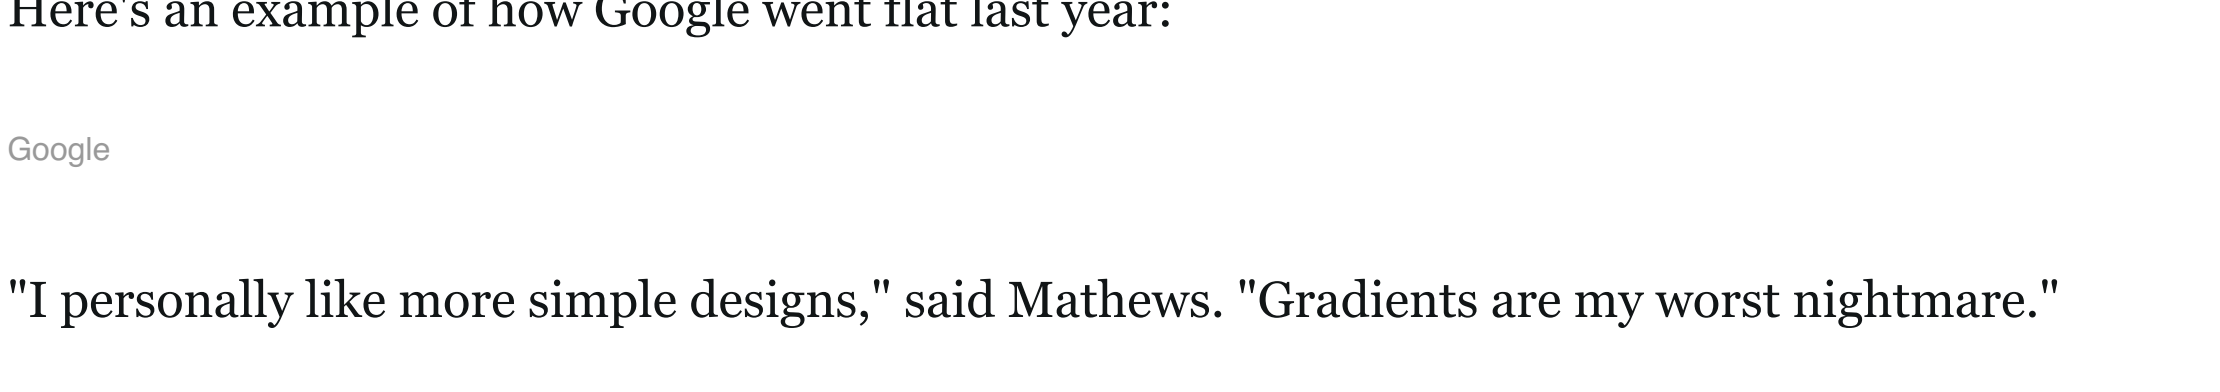 Here's an example of how Google went flat last year:
Google
"I personally like more simple designs," said Mathews. "Gradients are my worst nightmare."